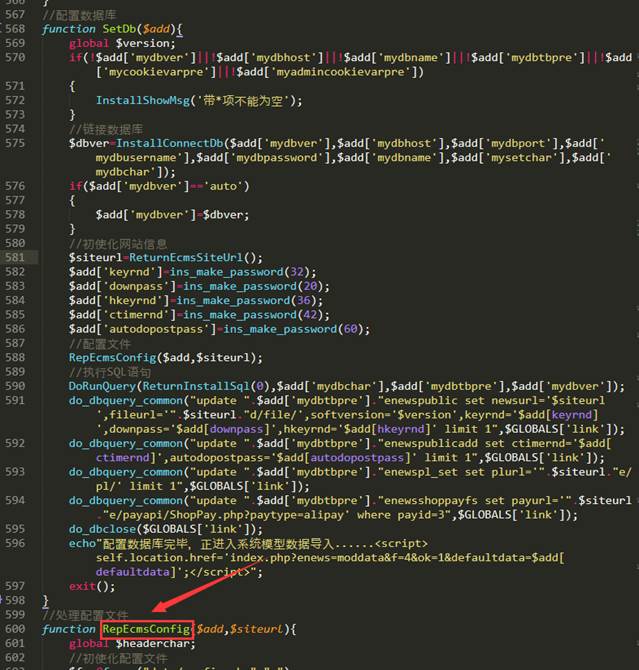 567 //配置数据库
568 function SetDb($add){
569 global $version;
570 if(!$add['mydbver']||!$add['mydbhost']||!$add['mydbname']||!$add['mydbtbpre']||!$add
['mycookievarpre']||!$add['myadmincookievarpre'])
571 {
572 InstallShowMsg('带*项不能为空');
573 }
574 //链接数据库
575 $dbver=InstallConnectDb($add['mydbver'],$add['mydbhost'],$add['mydbport'],$add['
mydbusername'],$add['mydbpassword'],$add['mydbname'],$add['mysetchar'],$add['
mydbchar']);
576 if($add['mydbver']=='auto')
577 {
578 $add['mydbver']=$dbver;
579 }
580 //初使化网站信息
581 $siteurl=ReturnEcmsSiteUrl();
582 $add['keyrnd']=ins_make_password(32);
583 $add['downpass']=ins_make_password(20);
584 $add['hkeyrnd']=ins_make_password(36);
585 $add['ctimernd']=ins_make_password(42);
586 $add['autodopostpass']=ins_make_password(60);
587 //配置文件
588 RepEcmsConfig($add,$siteurl);
589 //执行SQL语句
590 DoRunQuery(ReturnInstallSql(0),$add['mydbchar'],$add['mydbtbpre'],$add['mydbver']);
591 do_dbquery_common("update ".$add['mydbtbpre']."enewspublic set newsurl='$siteurl
',fileurl='".$siteurl."d/file/',softversion='$version',keyrnd='$add[keyrnd]
',downpass='$add[downpass]',hkeyrnd='$add[hkeyrnd]' limit 1",$GLOBALS['link']);
592 do_dbquery_common("update ".$add['mydbtbpre']."enewspublicadd set ctimernd='$add[
ctimernd]',autodopostpass='$add[autodopostpass]' limit 1",$GLOBALS['link']);
593 do_dbquery_common("update ".$add['mydbtbpre']."enewspl_set set plurl='".$siteurl."e/
pl/' limit 1",$GLOBALS['link']);
594 do_dbquery_common("update ".$add['mydbtbpre']."enewsshoppayfs set payurl='".$siteurl
."e/payapi/ShopPay.php?paytype=alipay' where payid=3",$GLOBALS['link']);
595 do_dbclose($GLOBALS['link']);
596 echo"配置数据库完毕，正进入系统模型数据导入......<script>
self.location.href='index.php?enews=moddata&f=4&ok=1&defaultdata=$add[
defaultdata]';</script>";
597 exit();
598 }
599 //处理配置文件
600 function RepEcmsConfig($add,$siteurl){
601 global $headerchar;
602 //初使化配置文件